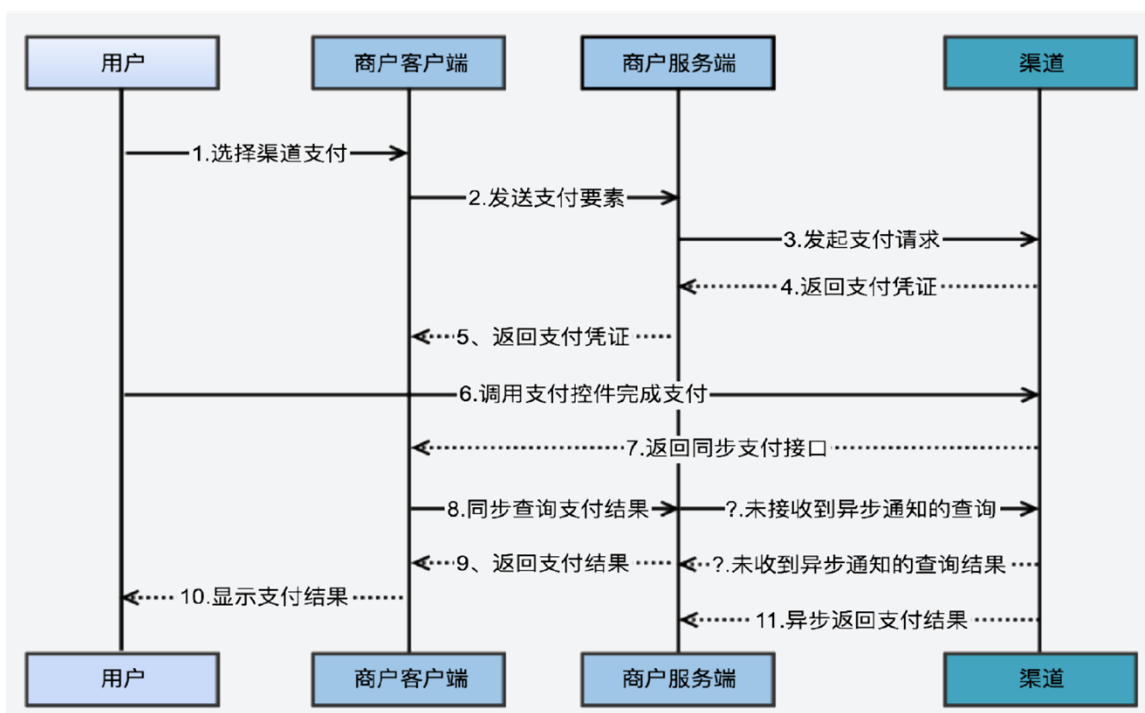 用户
商户客户端
商户服务端
渠道
1.选择渠道支付
2.发送支付要素
3.发起支付请求
4.返回支付凭证
5、返回支付凭证
6.调用支付控件完成支付
7.返回同步支付接口
8.同步查询支付结果
?.未接收到异步通知的查询
9、返回支付结果
?.未收到异步通知的查询结果
10.显示支付结果
11.异步返回支付结果
用户
商户客户端
商户服务端
渠道